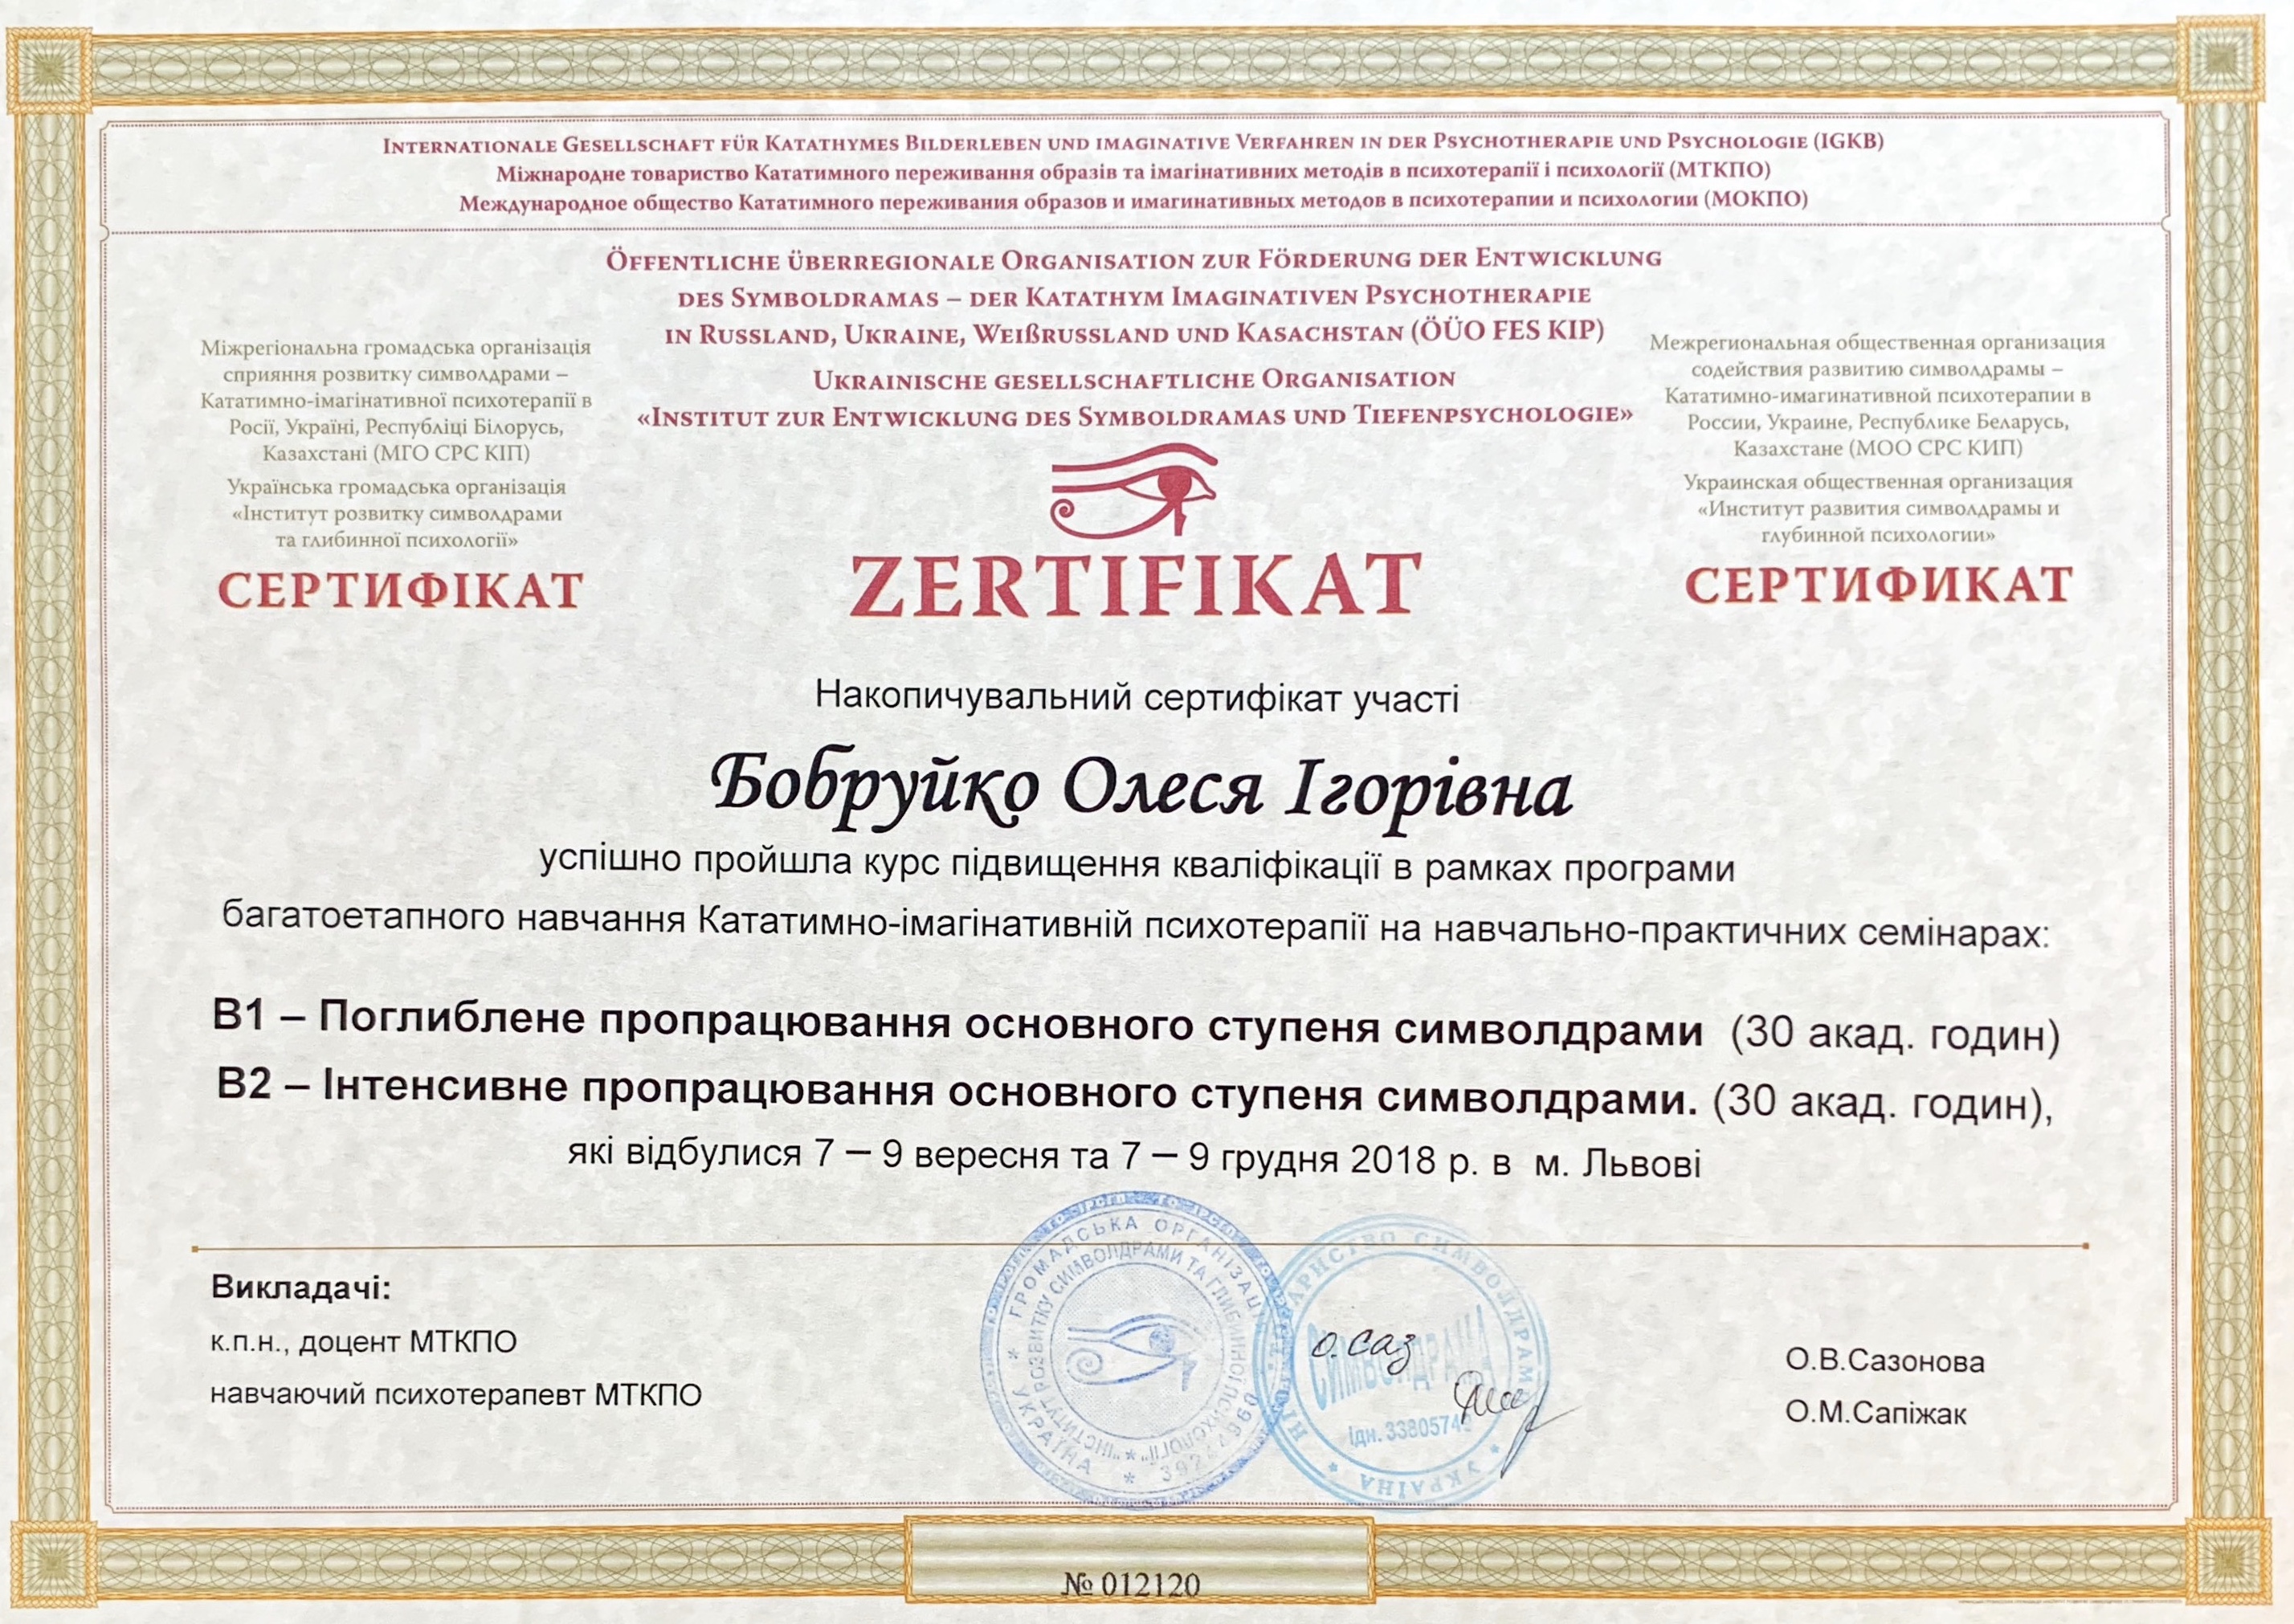 Internationale Gesellschaft für Katathymes Bilderleben und imaginative Verfahren in der Psychotherapie und Psychologie (IGKB)
Міжнародне товариство Кататимного переживання образів та імагінативних методів в психотерапії і психології (МТКПО)
Международное общество Кататимного переживания образов и имагинативных методов в психотерапии и психологии (МОКПО)
Öffentliche überregionale Organisation zur Förderung der Entwicklung
des Symboldramas – der Katathym Imaginativen Psychotherapie
in Russland, Ukraine, Weißrussland und Kasachstan (ÖÜO FES KIP)
Ukrainische gesellschaftliche Organisation
«Institut zur Entwicklung des Symboldramas und Tiefenpsychologie»
Міжрегіональна громадська організація
сприяння розвитку символдрами –
Кататимно-імагінативної психотерапії в
Росії, Україні, Республіці Білорусь,
Казахстані (МГО СРС КІП)
Українська громадська організація
«Інститут розвитку символдрами
та глибинної психології»
СЕРТИФІКАТ
ZERTIFIKAT
Межрегиональная общественная организация
содействия развитию символдрамы –
Кататимно-имагинативной психотерапии в
России, Украине, Республике Беларусь,
Казахстане (МОО СРС КИП)
Украинская общественная организация
«Институт развития символдрамы и
глубинной психологии»
СЕРТИФИКАТ
Накопичувальний сертифікат участі
Бобруйко Олеся Ігорівна
успішно пройшла курс підвищення кваліфікації в рамках програми
багатоетапного навчання Кататимно-імагінативній психотерапії на навчально-практичних семінарах:
В1 – Поглиблене пропрацювання основного ступеня символдрами (30 акад. годин)
В2 – Інтенсивне пропрацювання основного ступеня символдрами. (30 акад. годин),
які відбулися 7 – 9 вересня та 7 – 9 грудня 2018 р. в м. Львові
Викладачі:
к.п.н., доцент МТКПО
навчаючий психотерапевт МТКПО
ГРОМАДСЬКА ОРГАНІЗАЦІ
РОЗВИТКУ СИМВОЛДРАМИ ТА ГЛИБИННОЇ ПСИХОЛОГІЇ"
"ІНСТИТУТ
УКРАЇНА
СИМВОЛДРАМИ
СИМВОЛДРАМА
Ідн. 3380574
УКРАЇНА
О. Саз
О.В.Сазонова
О.М.Сапіжак
№ 012120